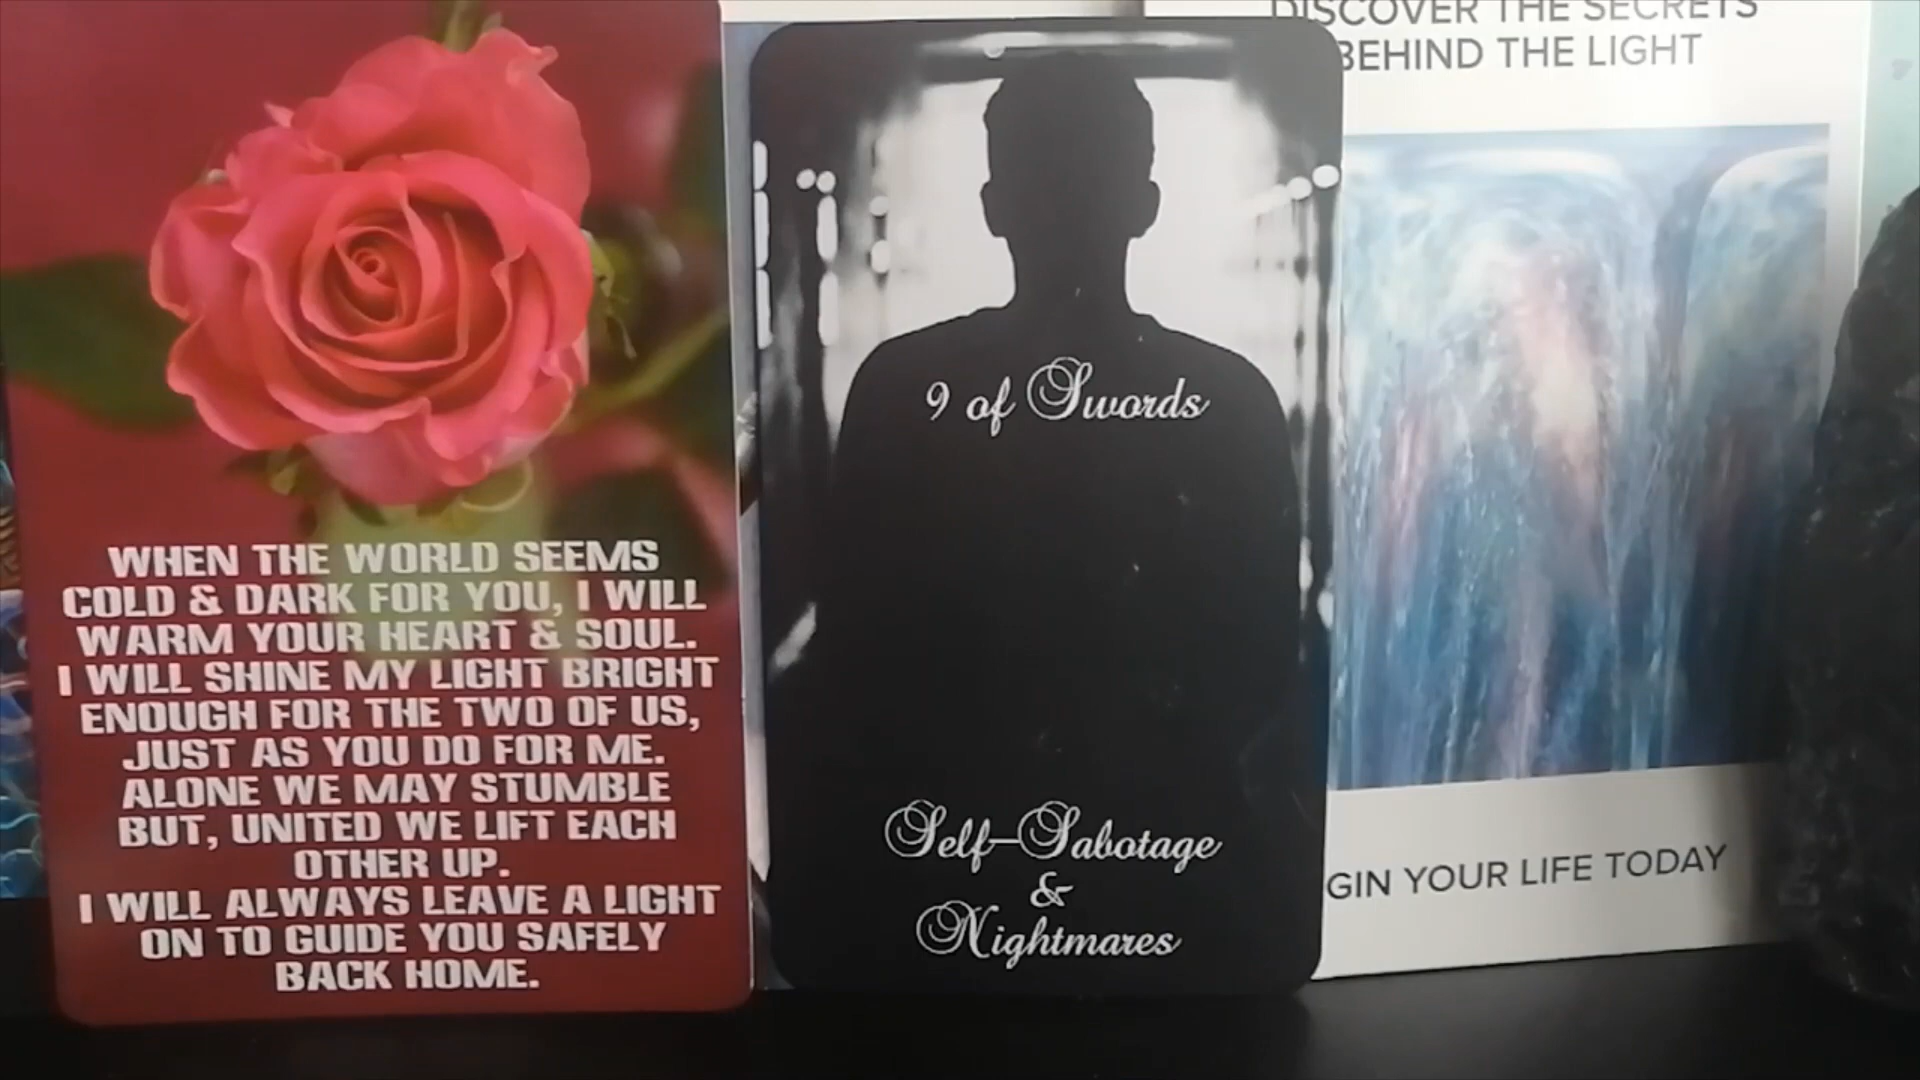 WHEN THE WORLD SEEMS
COLD & DARK FOR YOU, I WILL
WARM YOUR HEART & SOUL.
I WILL SHINE MY LIGHT BRIGHT
ENOUGH FOR THE TWO OF US,
JUST AS YOU DO FOR ME.
ALONE WE MAY STUMBLE
BUT, UNITED WE LIFT EACH
OTHER UP.
I WILL ALWAYS LEAVE A LIGHT
ON TO GUIDE YOU SAFELY
BACK HOME.
9 of Swords
Self-Sabotage
&
Nightmares
DISCOVER THE SECRETS
BEHIND THE LIGHT
GIN YOUR LIFE TODAY